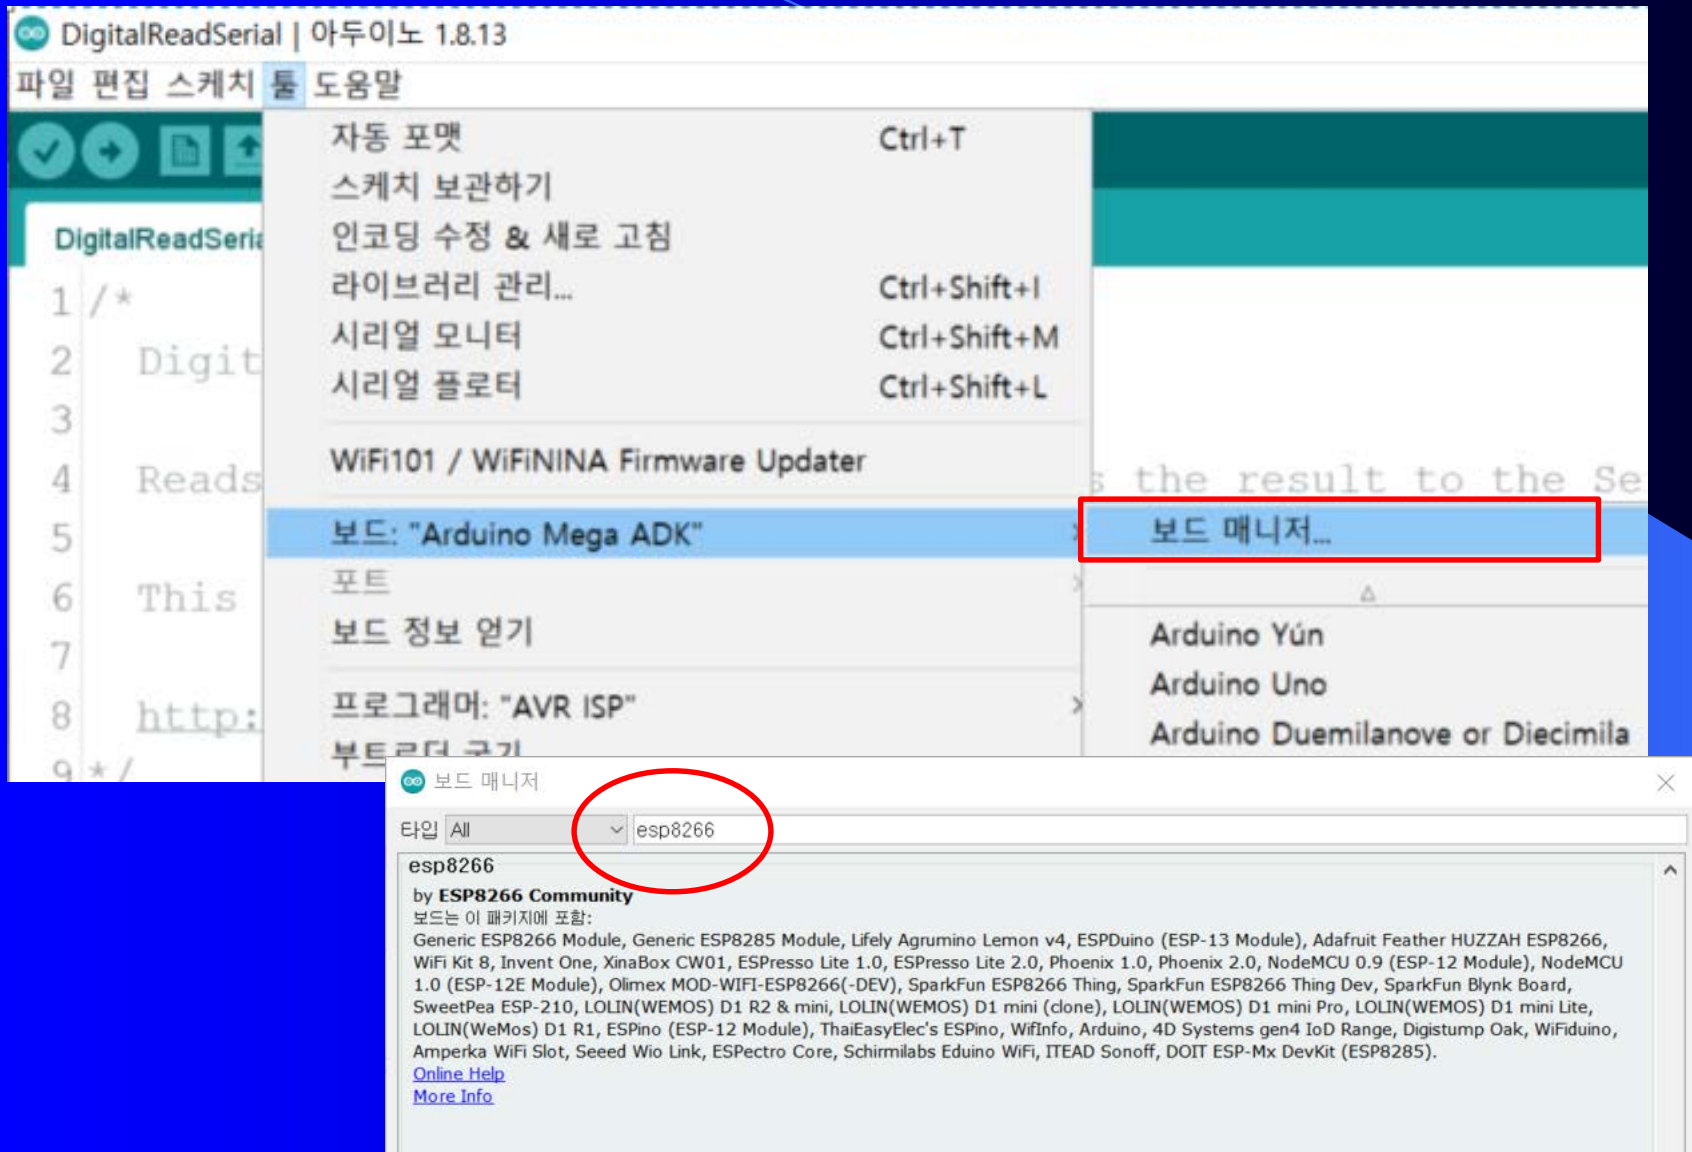 DigitalReadSerial | 아두이노 1.8.13
파일 편집 스케치 툴 도움말
자동 포맷 Ctrl+T
스케치 보관하기
인코딩 수정 & 새로 고침
라이브러리 관리... Ctrl+Shift+I
시리얼 모니터 Ctrl+Shift+M
시리얼 플로터 Ctrl+Shift+L
WiFi101 / WiFiNINA Firmware Updater
보드: "Arduino Mega ADK"
포트
보드 정보 얻기
프로그래머: "AVR ISP"
부트로더 굽기
보드 매니저...
Arduino Yún
Arduino Uno
Arduino Duemilanove or Diecimila
DigitalReadSeria
1 /*
2 Digit
3
4 Reads s the result to the Se
5
6 This
7
8 http:
9 */
보드 매니저
타입 All esp8266
esp8266
by ESP8266 Community
보드는 이 패키지에 포함:
Generic ESP8266 Module, Generic ESP8285 Module, Lifely Agrumino Lemon v4, ESPDuino (ESP-13 Module), Adafruit Feather HUZZAH ESP8266,
WiFi Kit 8, Invent One, XinaBox CW01, ESPresso Lite 1.0, ESPresso Lite 2.0, Phoenix 1.0, Phoenix 2.0, NodeMCU 0.9 (ESP-12 Module), NodeMCU
1.0 (ESP-12E Module), Olimex MOD-WIFI-ESP8266(-DEV), SparkFun ESP8266 Thing, SparkFun ESP8266 Thing Dev, SparkFun Blynk Board,
SweetPea ESP-210, LOLIN(WEMOS) D1 R2 & mini, LOLIN(WEMOS) D1 mini (clone), LOLIN(WEMOS) D1 mini Pro, LOLIN(WEMOS) D1 mini Lite,
LOLIN(WeMos) D1 R1, ESPino (ESP-12 Module), ThaiEasyElec's ESPino, WifInfo, Arduino, 4D Systems gen4 IoD Range, Digistump Oak, WiFiduino,
Amperka WiFi Slot, Seeed Wio Link, ESPectro Core, Schirmilabs Eduino WiFi, ITEAD Sonoff, DOIT ESP-Mx DevKit (ESP8285).
Online Help
More Info